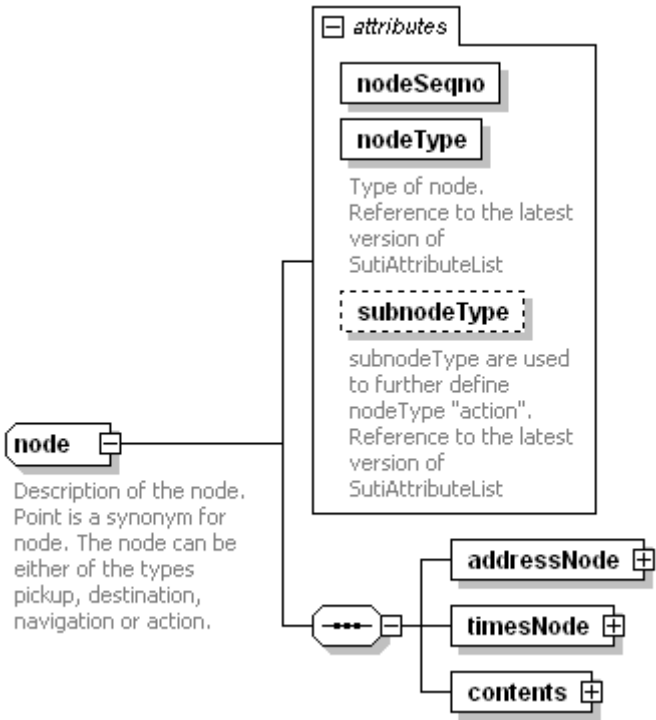 attributes
nodeSeqno
nodeType
Type of node.
Reference to the latest
version of
SutiAttributeList
subnodeType
subnodeType are used
to further define
nodeType "action".
Reference to the latest
version of
SutiAttributeList
node
Description of the node.
Point is a synonym for
node. The node can be
either of the types
pickup, destination,
navigation or action.
addressNode
timesNode
contents